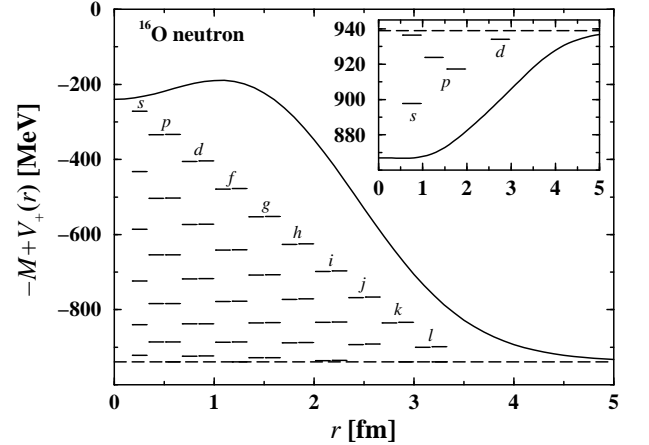 −0
−200
−400
−600
−800
−M+V₊(r) [MeV]
¹⁶O neutron
s
p
d
f
g
h
i
j
k
l
940
920
900
880
s
p
d
0 1 2 3 4 5
0 1 2 3 4 5
r [fm]